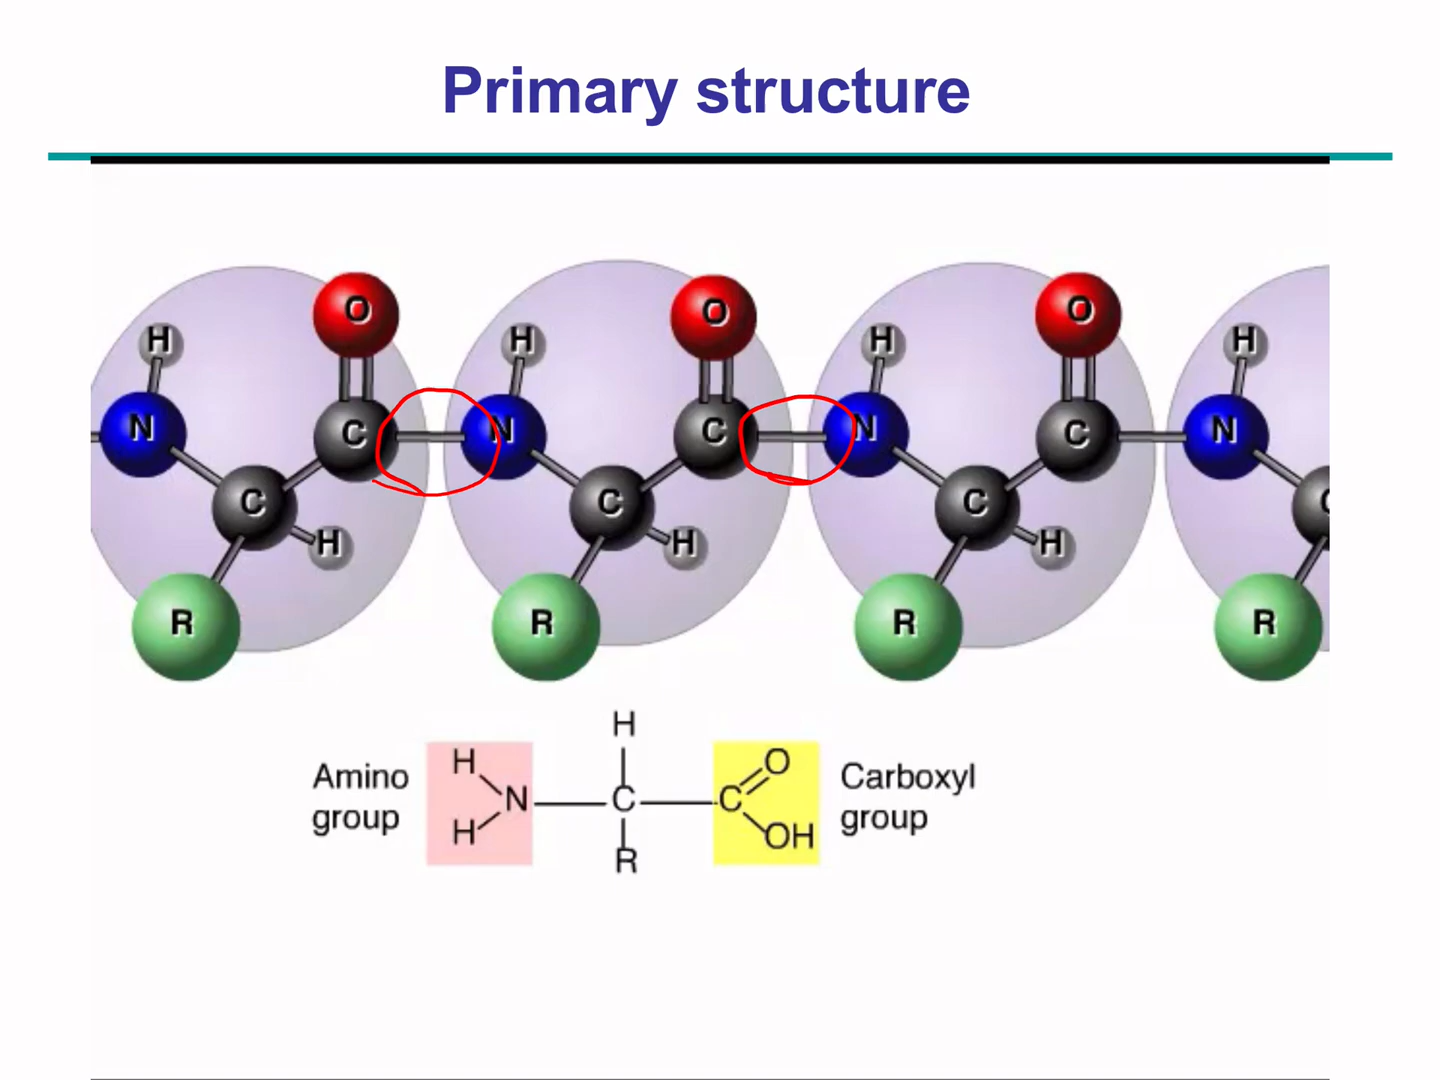 Primary structure
O O O
H H H H
N C N C N C N
C C C C
H H H
R R R R
H
Amino group
H
H
N C C
O
OH
R
Carboxyl group